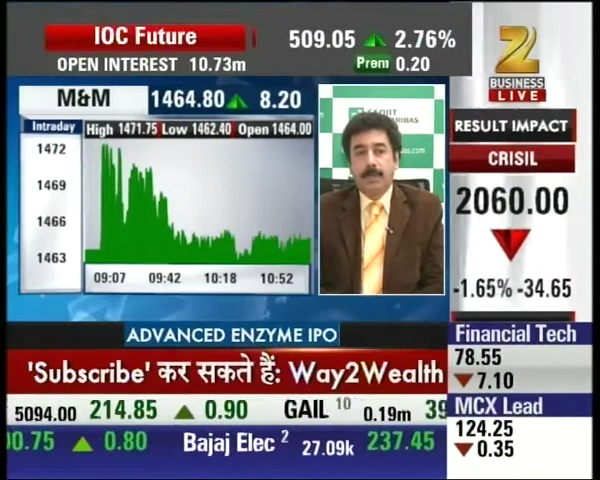 IOC Future
509.05 2.76%
OPEN INTEREST 10.73m
Prem 0.20
Z
BUSINESS
LIVE
M&M 1464.80 8.20
Intraday High 1471.75 Low 1462.40 Open 1464.00
1472
1469
1466
1463
09:07 09:42 10:18 10:52
RESULT IMPACT
CRISIL
2060.00
-1.65% -34.65
ADVANCED ENZYME IPO
'Subscribe' कर सकते हैं: Way2Wealth
Financial Tech
78.55
7.10
MCX Lead
124.25
0.35
5094.00 214.85 0.90 GAIL 10 0.19m 39
0.75 0.80 Bajaj Elec 2 27.09k 237.45